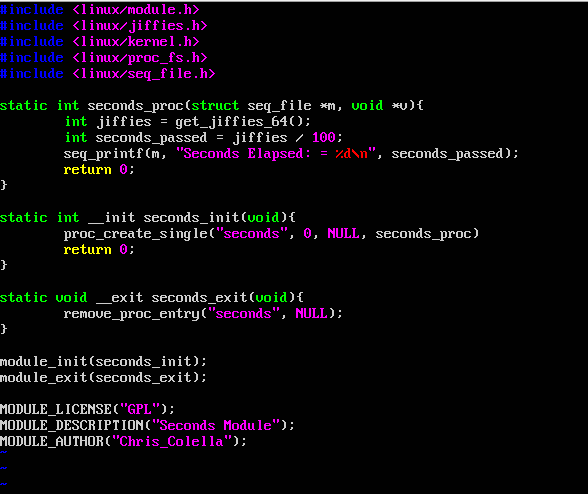 #include <linux/module.h>
#include <linux/jiffies.h>
#include <linux/kernel.h>
#include <linux/proc_fs.h>
#include <linux/seq_file.h>

static int seconds_proc(struct seq_file *m, void *v){
        int jiffies = get_jiffies_64();
        int seconds_passed = jiffies / 100;
        seq_printf(m, "Seconds Elapsed: = %d\n", seconds_passed);
        return 0;
}

static int __init seconds_init(void){
        proc_create_single("seconds", 0, NULL, seconds_proc)
        return 0;
}

static void __exit seconds_exit(void){
        remove_proc_entry("seconds", NULL);
}

module_init(seconds_init);
module_exit(seconds_exit);

MODULE_LICENSE("GPL");
MODULE_DESCRIPTION("Seconds Module");
MODULE_AUTHOR("Chris_Colella");
~
~
~